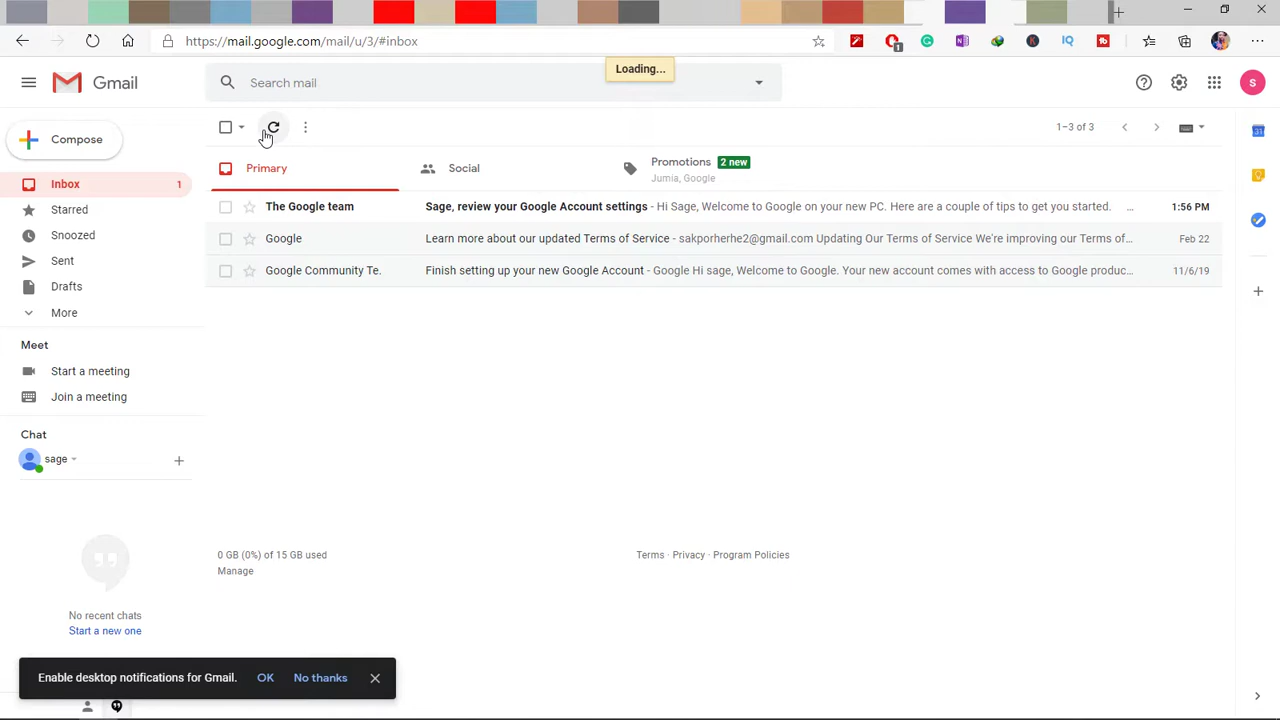 https://mail.google.com/mail/u/3/#inbox
1
IQ
Loading...
Gmail
Search mail
S
Compose
1–3 of 3
31
Primary
Social
Promotions 2 new
Jumia, Google
Inbox 1
Starred
Snoozed
Sent
Drafts
More
The Google team Sage, review your Google Account settings - Hi Sage, Welcome to Google on your new PC. Here are a couple of tips to get you started. ... 1:56 PM
Google Learn more about our updated Terms of Service - sakporherhe2@gmail.com Updating Our Terms of Service We're improving our Terms of... Feb 22
Google Community Te. Finish setting up your new Google Account - Google Hi sage, Welcome to Google. Your new account comes with access to Google produc... 11/6/19
Meet
Start a meeting
Join a meeting
Chat
sage
0 GB (0%) of 15 GB used
Manage
Terms · Privacy · Program Policies
No recent chats
Start a new one
Enable desktop notifications for Gmail. OK No thanks